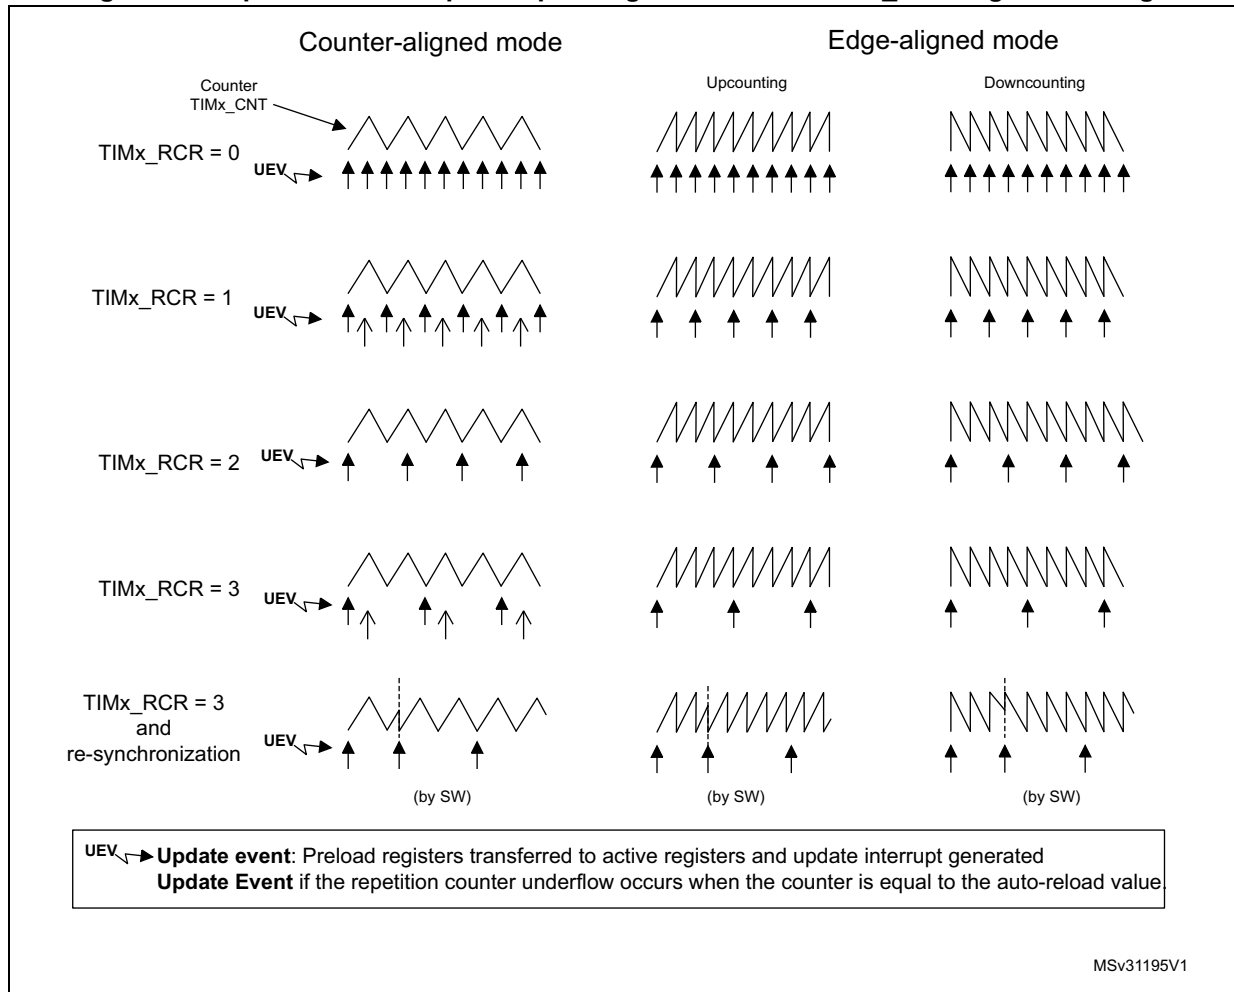 Counter-aligned mode
Edge-aligned mode
Counter
TIMx_CNT
Upcounting
Downcounting
TIMx_RCR = 0
UEV
TIMx_RCR = 1
UEV
TIMx_RCR = 2
UEV
TIMx_RCR = 3
UEV
TIMx_RCR = 3
and
re-synchronization
UEV
(by SW)
(by SW)
(by SW)
UEV Update event: Preload registers transferred to active registers and update interrupt generated
Update Event if the repetition counter underflow occurs when the counter is equal to the auto-reload value.
MSv31195V1